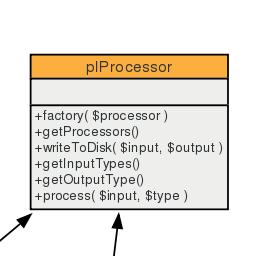 plProcessor
+factory( $processor )
+getProcessors()
+writeToDisk( $input, $output )
+getInputTypes()
+getOutputType()
+process( $input, $type )